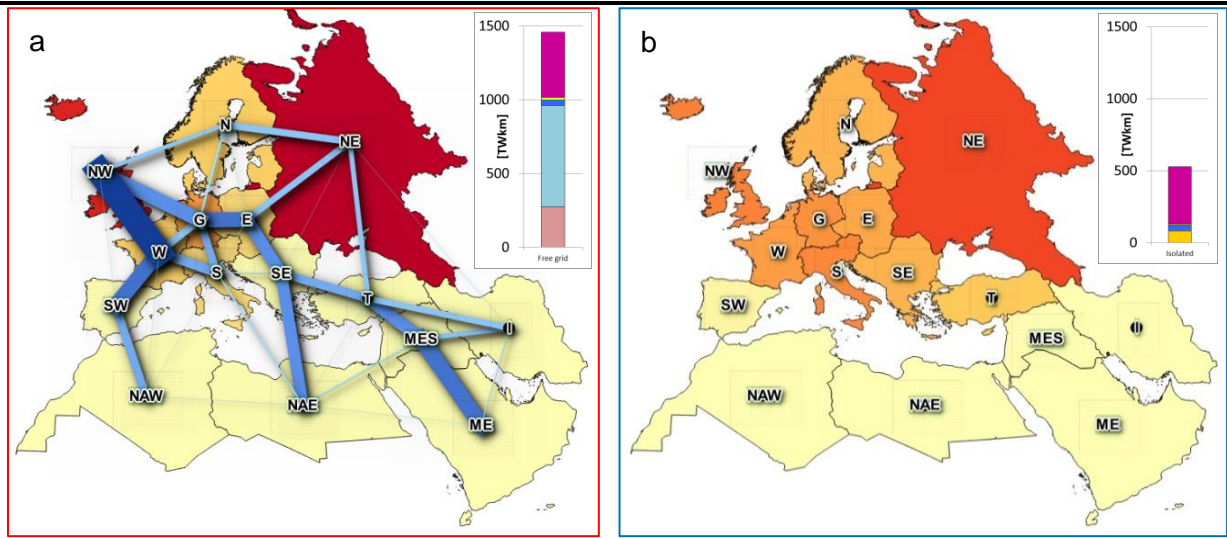 a
1500
1000
500
0
[TWkm]
Free grid
N
NE
NW
G
E
W
S
SE
SW
T
I
MES
NAW
NAE
ME
b
1500
1000
500
0
[TWkm]
Isolated
N
NE
NW
G
E
W
S
SE
SW
T
I
MES
NAW
NAE
ME